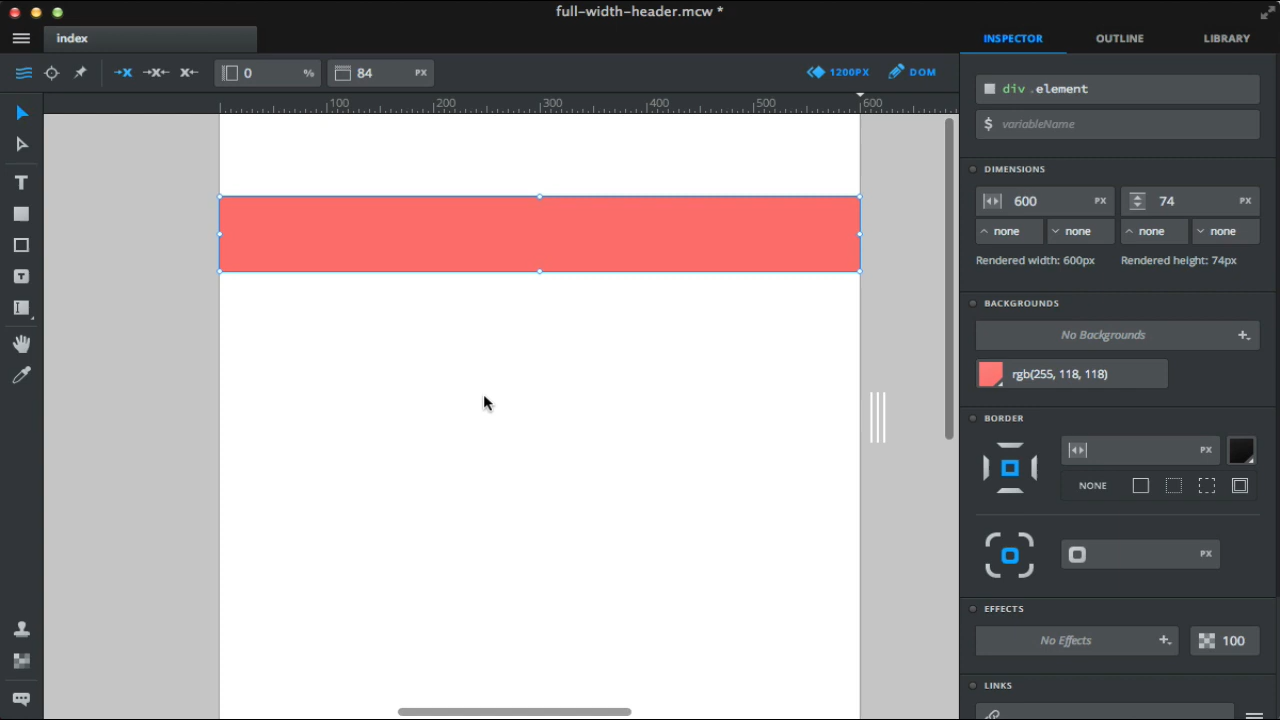 full-width-header.mcw *
index
INSPECTOR OUTLINE LIBRARY
0 % 84 PX
1200PX DOM
100 200 300 400 500 600
div .element
$ variableName
DIMENSIONS
600 PX 74 PX
none none none none
Rendered width: 600px Rendered height: 74px
BACKGROUNDS
No Backgrounds
rgb(255, 118, 118)
BORDER
PX
NONE
PX
EFFECTS
No Effects 100
LINKS
T
T